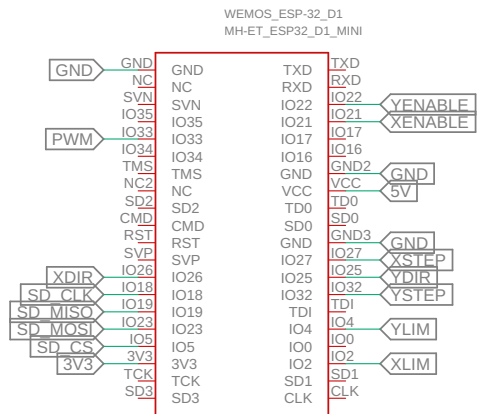 WEMOS_ESP-32_D1
MH-ET_ESP32_D1_MINI
GND GND GND TXD TXD
NC NC RXD RXD
SVN SVN IO22 IO22 YENABLE
IO35 IO35 IO21 IO21 XENABLE
PWM IO33 IO33 IO17 IO17
IO34 IO34 IO16 IO16
TMS TMS GND GND2 GND
NC2 NC VCC VCC 5V
SD2 SD2 TD0 TD0
CMD CMD SD0 SD0
RST RST GND GND3 GND
SVP SVP IO27 IO27 XSTEP
XDIR IO26 IO26 IO25 IO25 YDIR
SD_CLK IO18 IO18 IO32 IO32 YSTEP
SD_MISO IO19 IO19 TDI TDI
SD_MOSI IO23 IO23 IO4 IO4 YLIM
SD_CS IO5 IO5 IO0 IO0
3V3 3V3 3V3 IO2 IO2 XLIM
TCK TCK SD1 SD1
SD3 SD3 CLK CLK